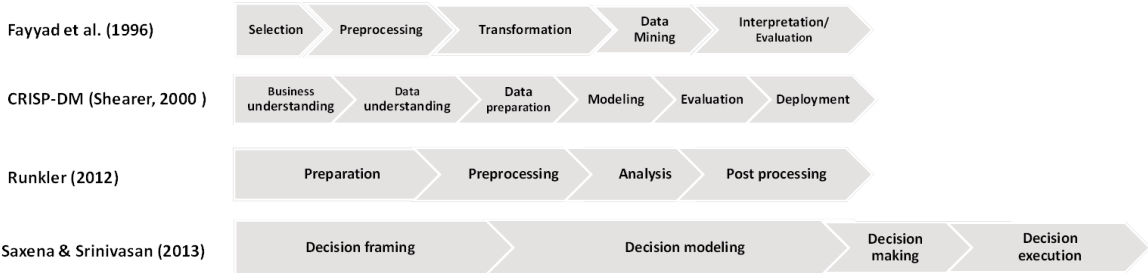 Fayyad et al. (1996)
Selection
Preprocessing
Transformation
Data
Mining
Interpretation/
Evaluation
CRISP-DM (Shearer, 2000 )
Business
understanding
Data
understanding
Data
preparation
Modeling
Evaluation
Deployment
Runkler (2012)
Preparation
Preprocessing
Analysis
Post processing
Saxena & Srinivasan (2013)
Decision framing
Decision modeling
Decision
making
Decision
execution